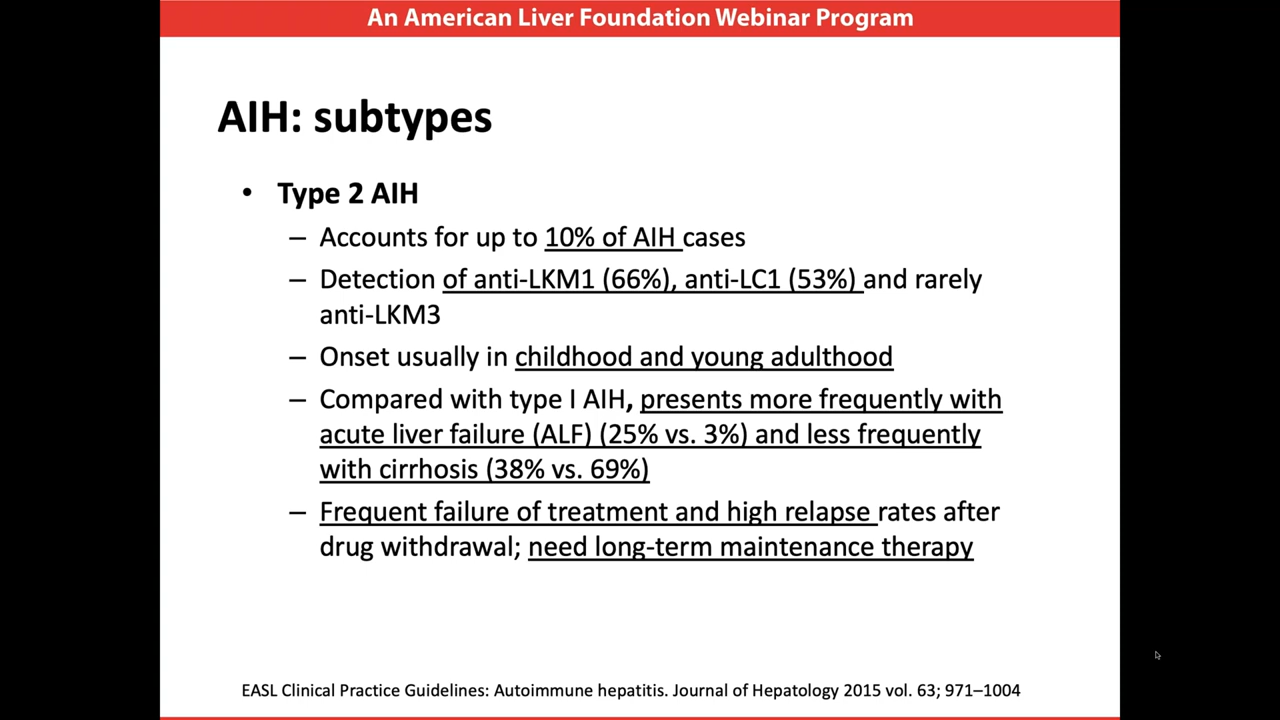 An American Liver Foundation Webinar Program
AIH: subtypes
• Type 2 AIH
– Accounts for up to 10% of AIH cases
– Detection of anti-LKM1 (66%), anti-LC1 (53%) and rarely
anti-LKM3
– Onset usually in childhood and young adulthood
– Compared with type I AIH, presents more frequently with
acute liver failure (ALF) (25% vs. 3%) and less frequently
with cirrhosis (38% vs. 69%)
– Frequent failure of treatment and high relapse rates after
drug withdrawal; need long-term maintenance therapy
EASL Clinical Practice Guidelines: Autoimmune hepatitis. Journal of Hepatology 2015 vol. 63; 971–1004